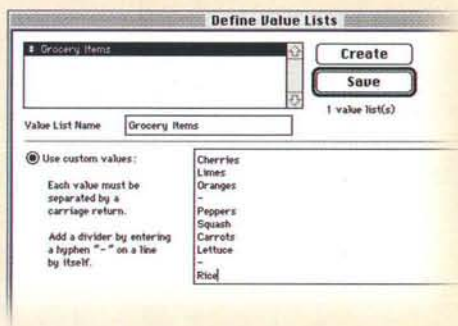 Define Value Lists
Grocery Items
Create
Save
1 value list(s)
Value List Name
Grocery Items
Use custom values:
Each value must be
separated by a
carriage return.
Add a divider by entering
a hyphen "-" on a line
by itself.
Cherries
Limes
Oranges
-
Peppers
Squash
Carrots
Lettuce
-
Rice